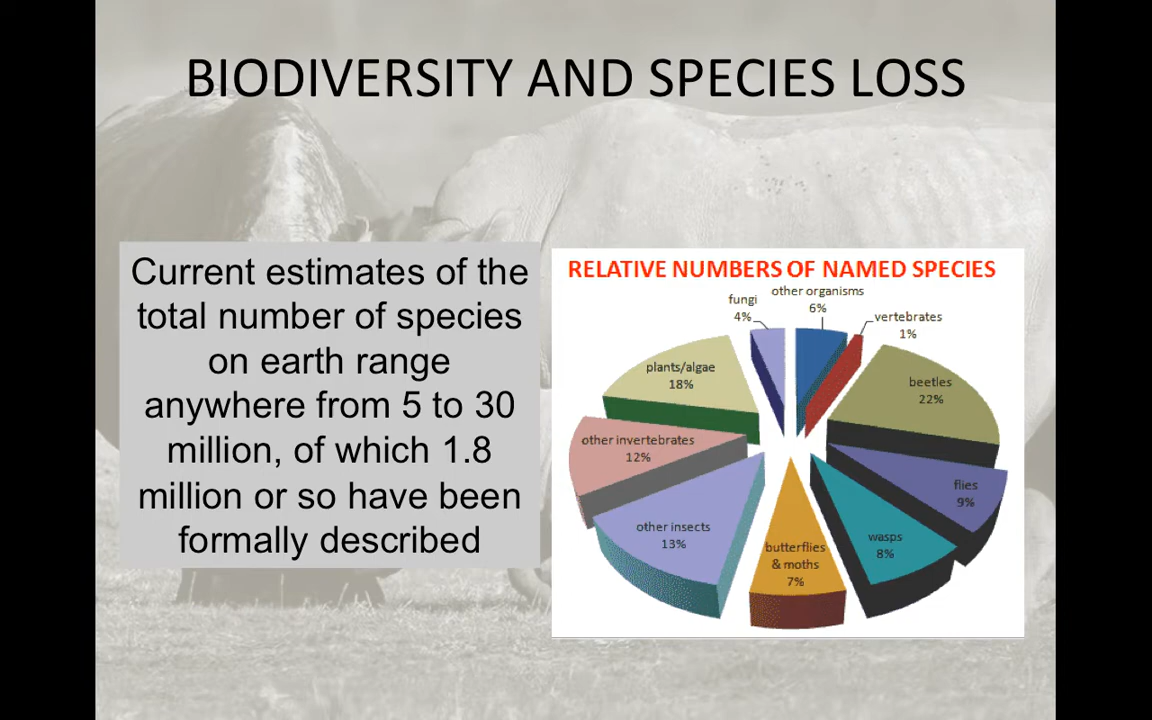 BIODIVERSITY AND SPECIES LOSS
Current estimates of the
total number of species
on earth range
anywhere from 5 to 30
million, of which 1.8
million or so have been
formally described
RELATIVE NUMBERS OF NAMED SPECIES
fungi
4%
other organisms
6%
vertebrates
1%
plants/algae
18%
beetles
22%
other invertebrates
12%
flies
9%
other insects
13%
wasps
8%
butterflies
& moths
7%